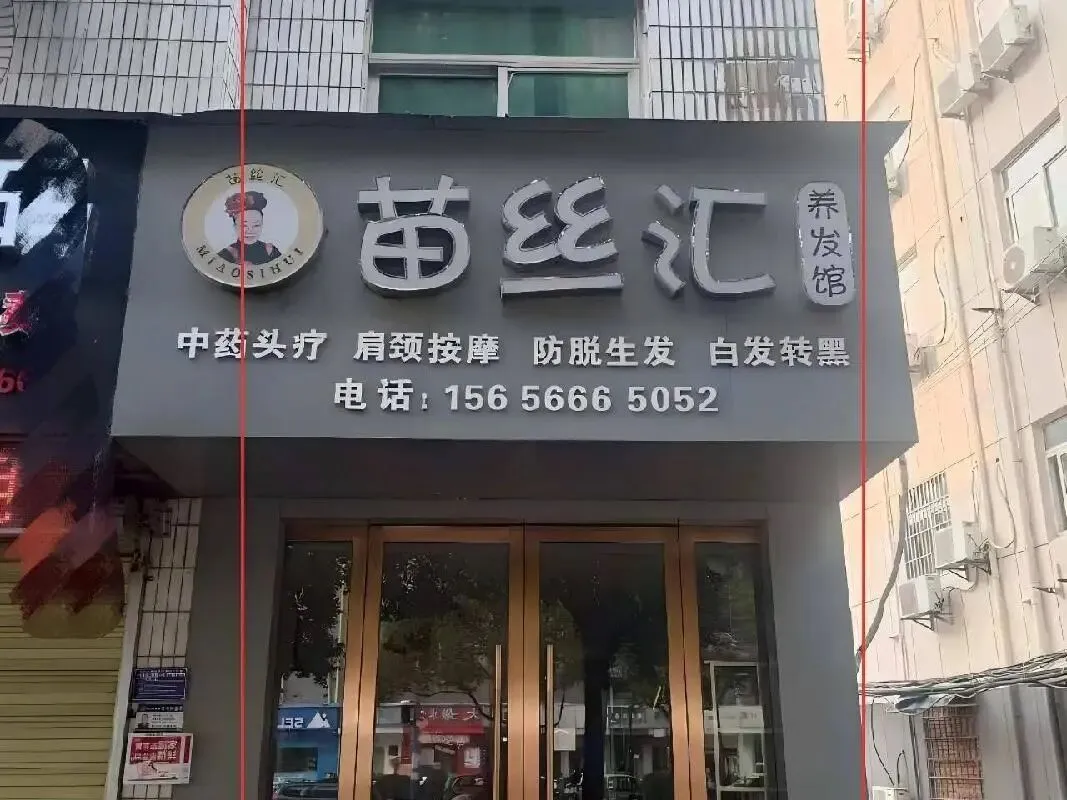 苗丝汇
MIAOSIHUI
苗丝汇
养发馆
中药头疗 肩颈按摩 防脱生发 白发转黑
电话：156 5666 5052